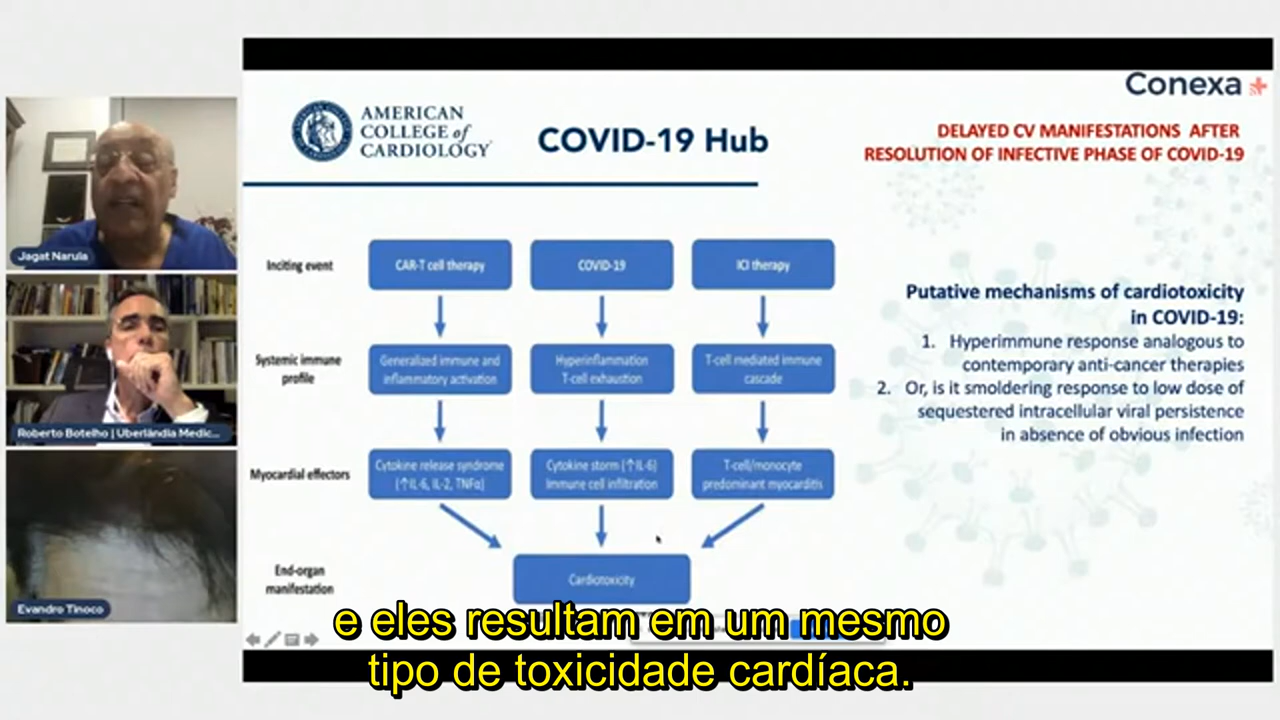 Conexa
AMERICAN
COLLEGE of
CARDIOLOGY
COVID-19 Hub
DELAYED CV MANIFESTATIONS AFTER
RESOLUTION OF INFECTIVE PHASE OF COVID-19
Jagat Narula
Roberto Botelho | Uberlândia Medic...
Evandro Tinoco
Inciting event
CAR-T cell therapy
COVID-19
ICI therapy
Systemic immune
profile
Generalized immune and
inflammatory activation
Hyperinflammation
T-cell exhaustion
T-cell mediated immune
cascade
Myocardial effectors
Cytokine release syndrome
(↑IL-6, IL-2, TNFα)
Cytokine storm (↑IL-6)
Immune cell infiltration
T-cell/monocyte
predominant myocarditis
End-organ
manifestation
Cardiotoxicity
Putative mechanisms of cardiotoxicity
in COVID-19:
1. Hyperimmune response analogous to
contemporary anti-cancer therapies
2. Or, is it smoldering response to low dose of
sequestered intracellular viral persistence
in absence of obvious infection
e eles resultam em um mesmo
tipo de toxicidade cardíaca.